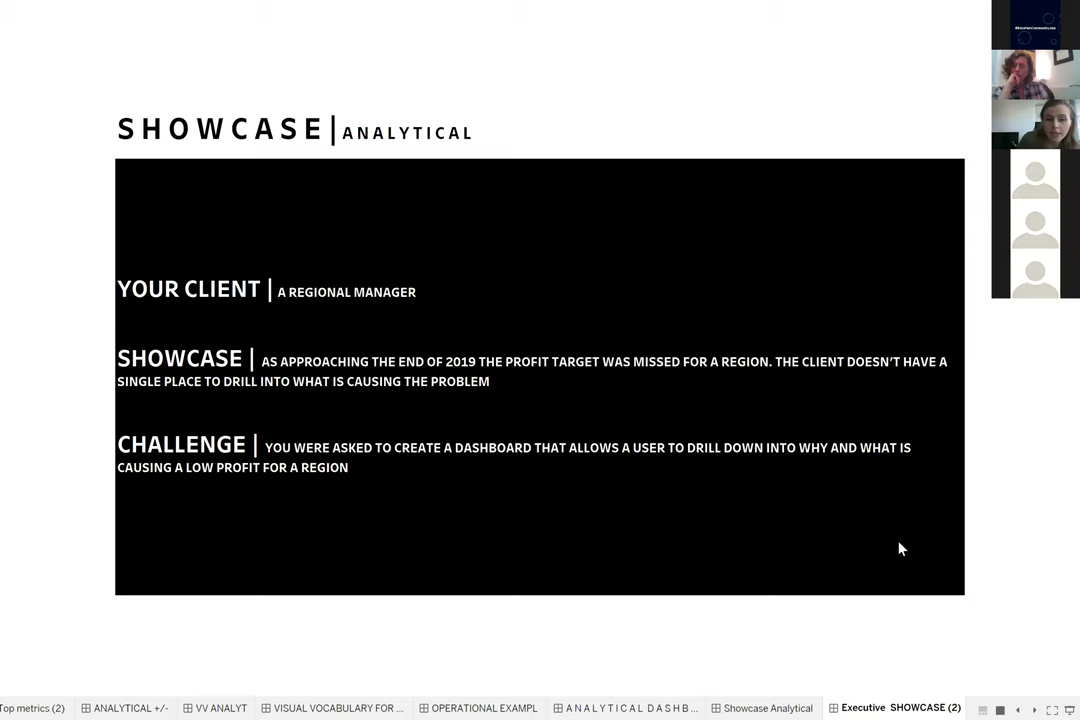 SHOWCASE|ANALYTICAL
YOUR CLIENT | A REGIONAL MANAGER
SHOWCASE | AS APPROACHING THE END OF 2019 THE PROFIT TARGET WAS MISSED FOR A REGION. THE CLIENT DOESN'T HAVE A
SINGLE PLACE TO DRILL INTO WHAT IS CAUSING THE PROBLEM
CHALLENGE | YOU WERE ASKED TO CREATE A DASHBOARD THAT ALLOWS A USER TO DRILL DOWN INTO WHY AND WHAT IS
CAUSING A LOW PROFIT FOR A REGION
Top metrics (2) ANALYTICAL +/- VV ANALYT VISUAL VOCABULARY FOR ... OPERATIONAL EXAMPL ANALYTICAL DASHB... Showcase Analytical Executive SHOWCASE (2)